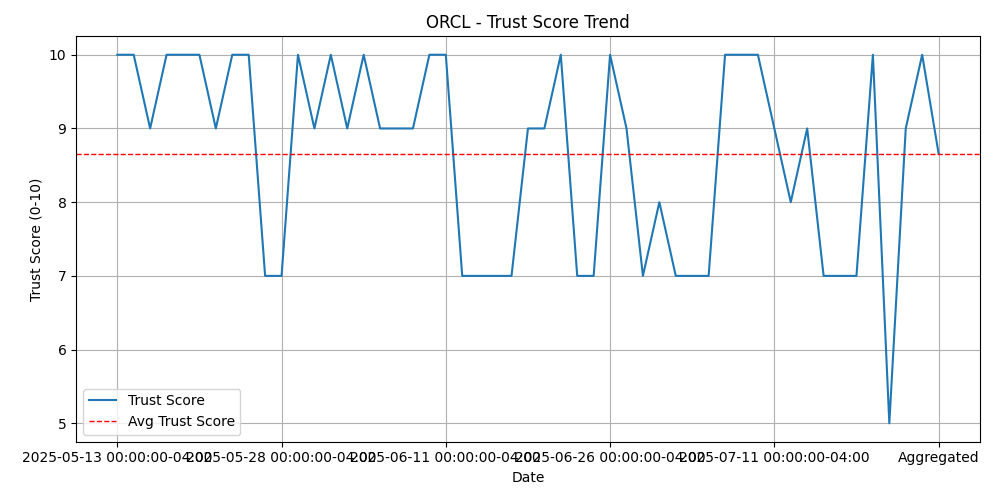 ORCL - Trust Score Trend
Trust Score (0-10)
10
9
8
7
6
5
Trust Score
Avg Trust Score
2025-05-13 00:00:00-04:00
2025-05-28 00:00:00-04:00
2025-06-11 00:00:00-04:00
2025-06-26 00:00:00-04:00
2025-07-11 00:00:00-04:00
Aggregated
Date